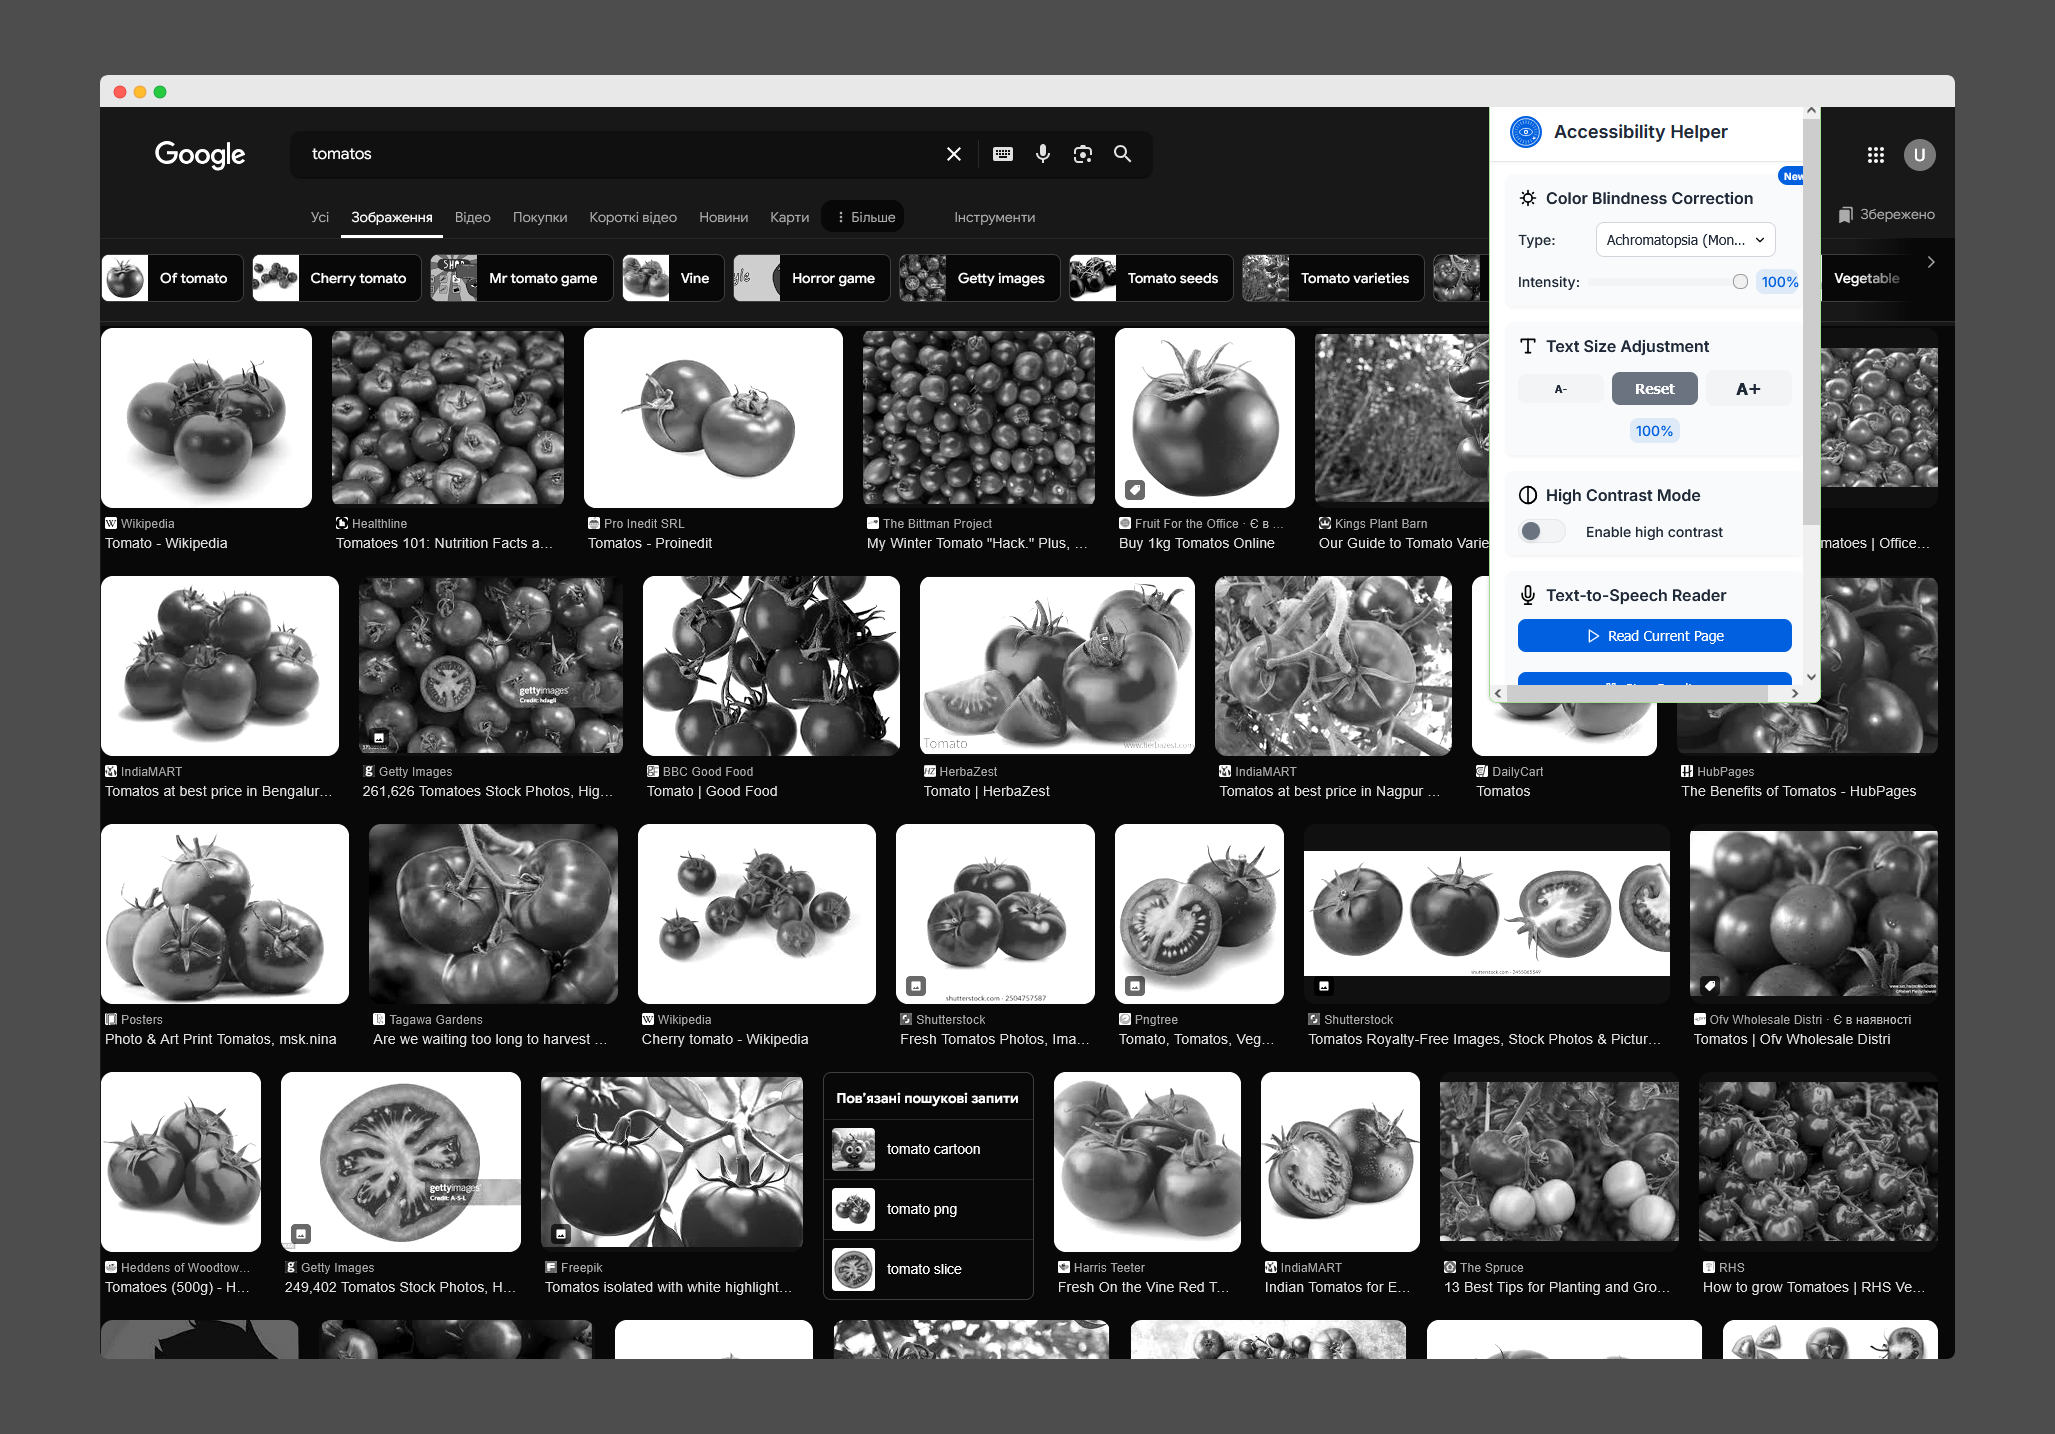 Google
tomatos
U
Усі
Зображення
Відео
Покупки
Короткі відео
Новини
Карти
Більше
Інструменти
Збережено
Of tomato
Cherry tomato
Mr tomato game
Vine
Horror game
Getty images
Tomato seeds
Tomato varieties
Vegetable
Accessibility Helper
New
Color Blindness Correction
Type:
Achromatopsia (Mon...
Intensity:
100%
Text Size Adjustment
A-
Reset
A+
100%
High Contrast Mode
Enable high contrast
Text-to-Speech Reader
Read Current Page
Wikipedia
Tomato - Wikipedia
Healthline
Tomatoes 101: Nutrition Facts a...
Pro Inedit SRL
Tomatos - Proinedit
The Bittman Project
My Winter Tomato "Hack." Plus, ...
Fruit For the Office · Є в ...
Buy 1kg Tomatos Online
Kings Plant Barn
Our Guide to Tomato Varie
matoes | Office...
gettyimages
Credit: hdagli
Tomato
www.herbazest.com
IndiaMART
Tomatos at best price in Bengalur...
Getty Images
261,626 Tomatoes Stock Photos, Hig...
BBC Good Food
Tomato | Good Food
HerbaZest
Tomato | HerbaZest
IndiaMART
Tomatos at best price in Nagpur ...
DailyCart
Tomatos
HubPages
The Benefits of Tomatos - HubPages
shutterstock.com · 2504757587
Posters
Photo & Art Print Tomatos, msk.nina
Tagawa Gardens
Are we waiting too long to harvest ...
Wikipedia
Cherry tomato - Wikipedia
Shutterstock
Fresh Tomatos Photos, Ima...
Pngtree
Tomato, Tomatos, Veg...
Shutterstock
Tomatos Royalty-Free Images, Stock Photos & Pictur...
Ofv Wholesale Distri · Є в наявності
Tomatos | Ofv Wholesale Distri
gettyimages
Credit: A-S-L
Heddens of Woodtow...
Tomatoes (500g) - H...
Getty Images
249,402 Tomatos Stock Photos, H...
Freepik
Tomatos isolated with white highlight...
Пов’язані пошукові запити
tomato cartoon
tomato png
tomato slice
Harris Teeter
Fresh On the Vine Red T...
IndiaMART
Indian Tomatos for E...
The Spruce
13 Best Tips for Planting and Gro...
RHS
How to grow Tomatoes | RHS Ve...